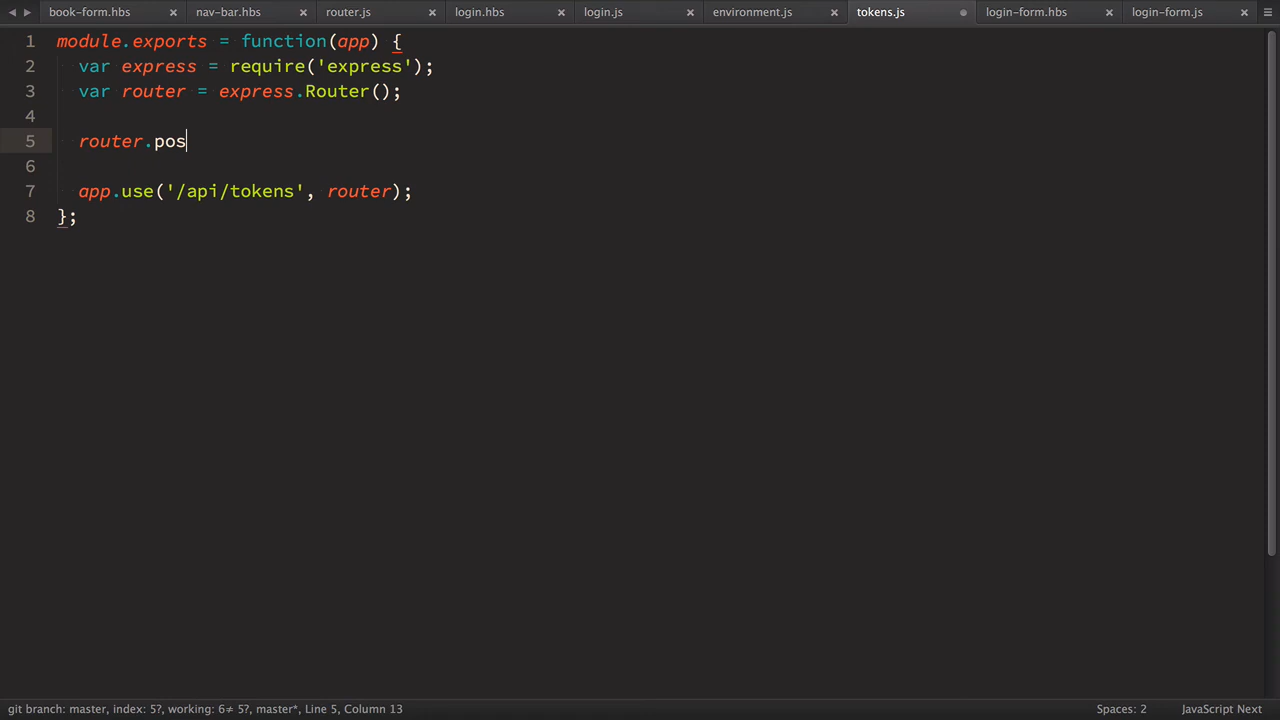 book-form.hbs × nav-bar.hbs × router.js × login.hbs × login.js × environment.js × tokens.js login-form.hbs × login-form.js ×
1 module.exports = function(app) {
2 var express = require('express');
3 var router = express.Router();
4
5 router.pos
6
7 app.use('/api/tokens', router);
8 };
git branch: master, index: 5?, working: 6≠ 5?, master*, Line 5, Column 13 Spaces: 2 JavaScript Next